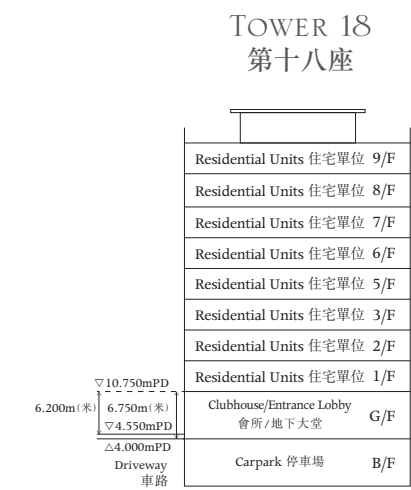 TOWER 18
第十八座
Residential Units 住宅單位 9/F
Residential Units 住宅單位 8/F
Residential Units 住宅單位 7/F
Residential Units 住宅單位 6/F
Residential Units 住宅單位 5/F
Residential Units 住宅單位 3/F
Residential Units 住宅單位 2/F
Residential Units 住宅單位 1/F
▽10.750mPD
6.200m(米) 6.750m(米)
▽4.550mPD
Clubhouse/Entrance Lobby
會所/地下大堂
G/F
△4.000mPD
Driveway
車路
Carpark 停車場 B/F